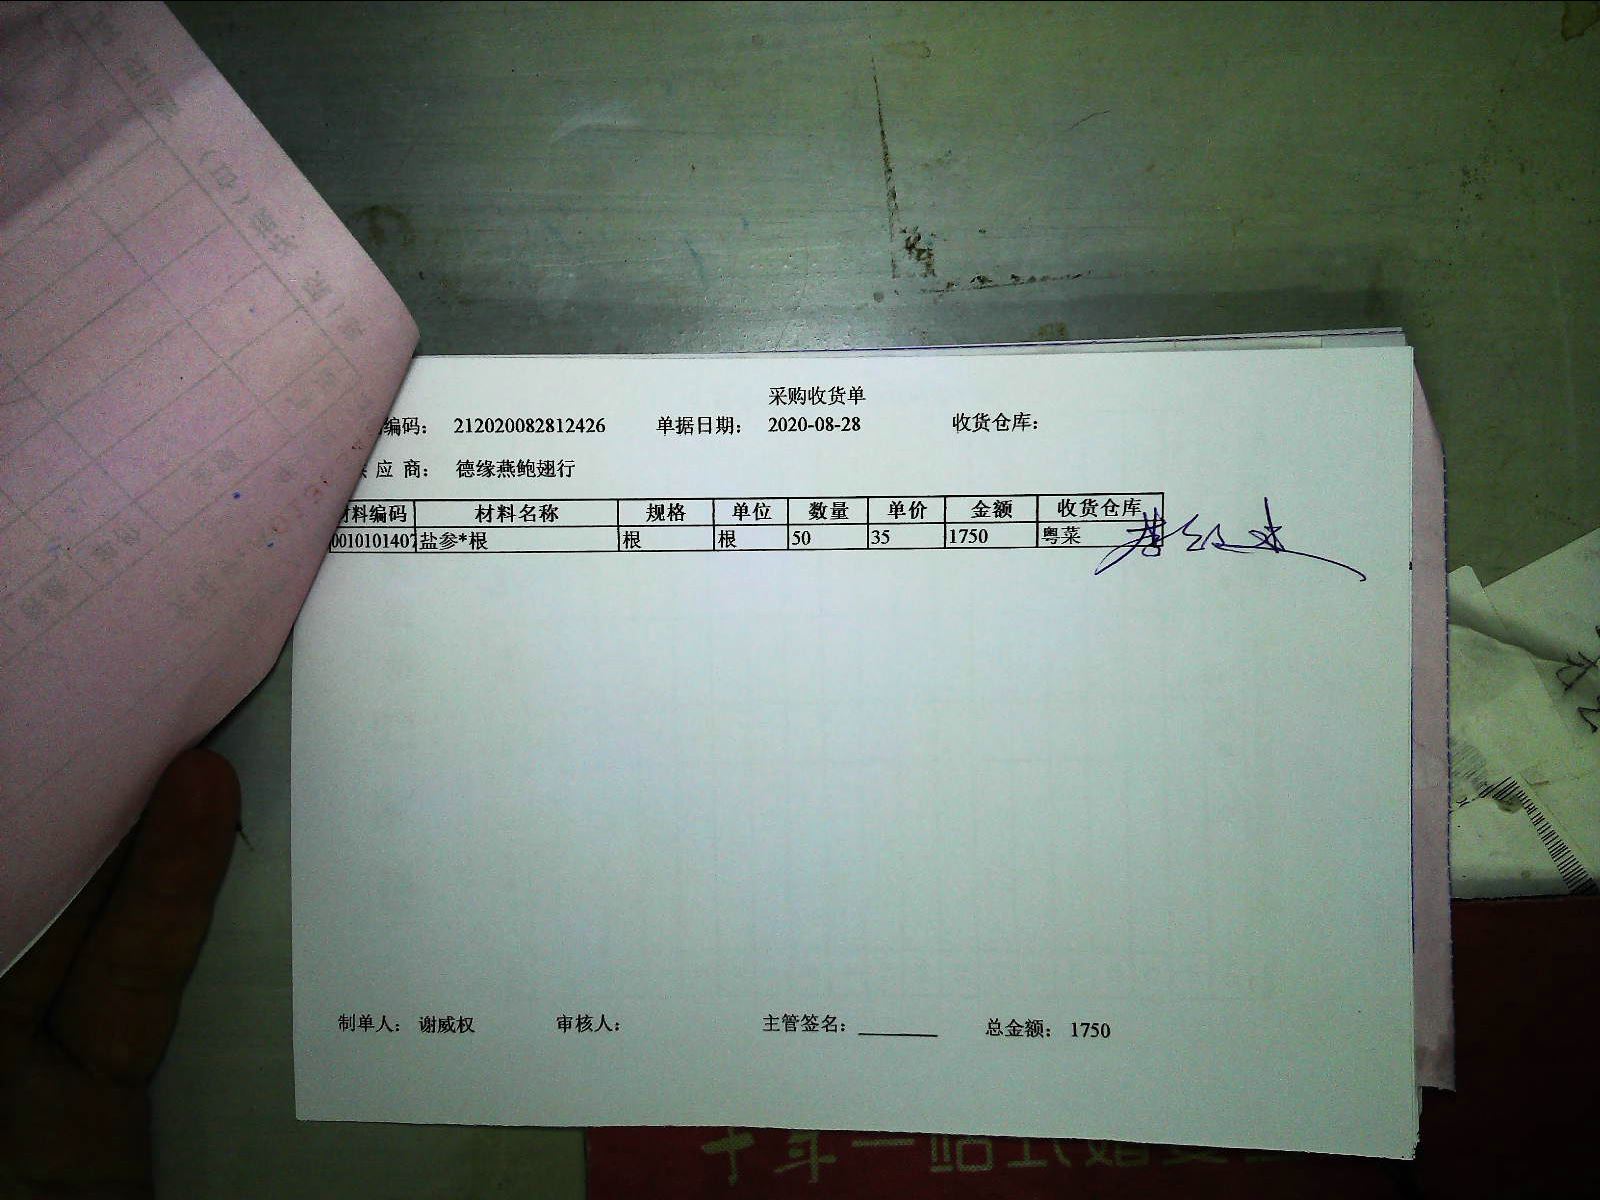 采购收货单
编码： 212020082812426 单据日期： 2020-08-28 收货仓库：
应 商： 德缘燕鲍翅行
材料编码 材料名称 规格 单位 数量 单价 金额 收货仓库
0010101407 盐参*根 根 根 50 35 1750 粤菜
制单人： 谢威权 审核人： 主管签名： 总金额： 1750